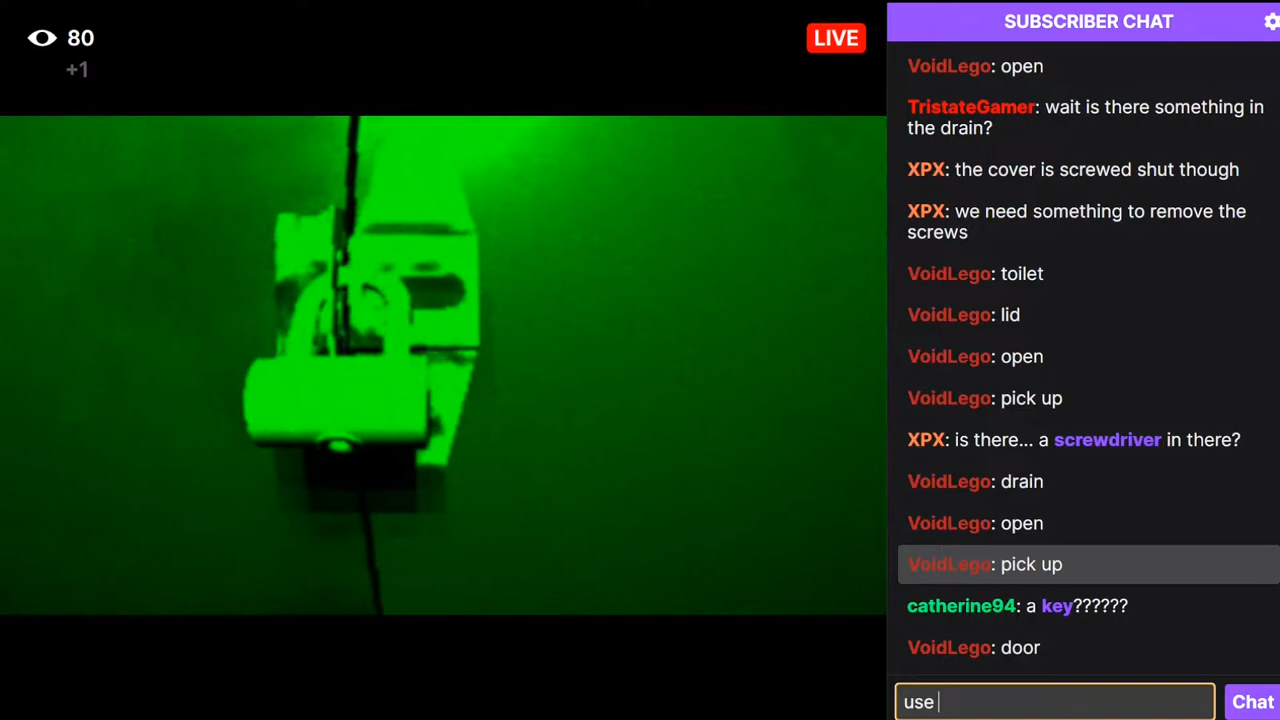 80
+1
LIVE
SUBSCRIBER CHAT
VoidLego: open
TristateGamer: wait is there something in
the drain?
XPX: the cover is screwed shut though
XPX: we need something to remove the
screws
VoidLego: toilet
VoidLego: lid
VoidLego: open
VoidLego: pick up
XPX: is there... a screwdriver in there?
VoidLego: drain
VoidLego: open
VoidLego: pick up
catherine94: a key??????
VoidLego: door
use
Chat